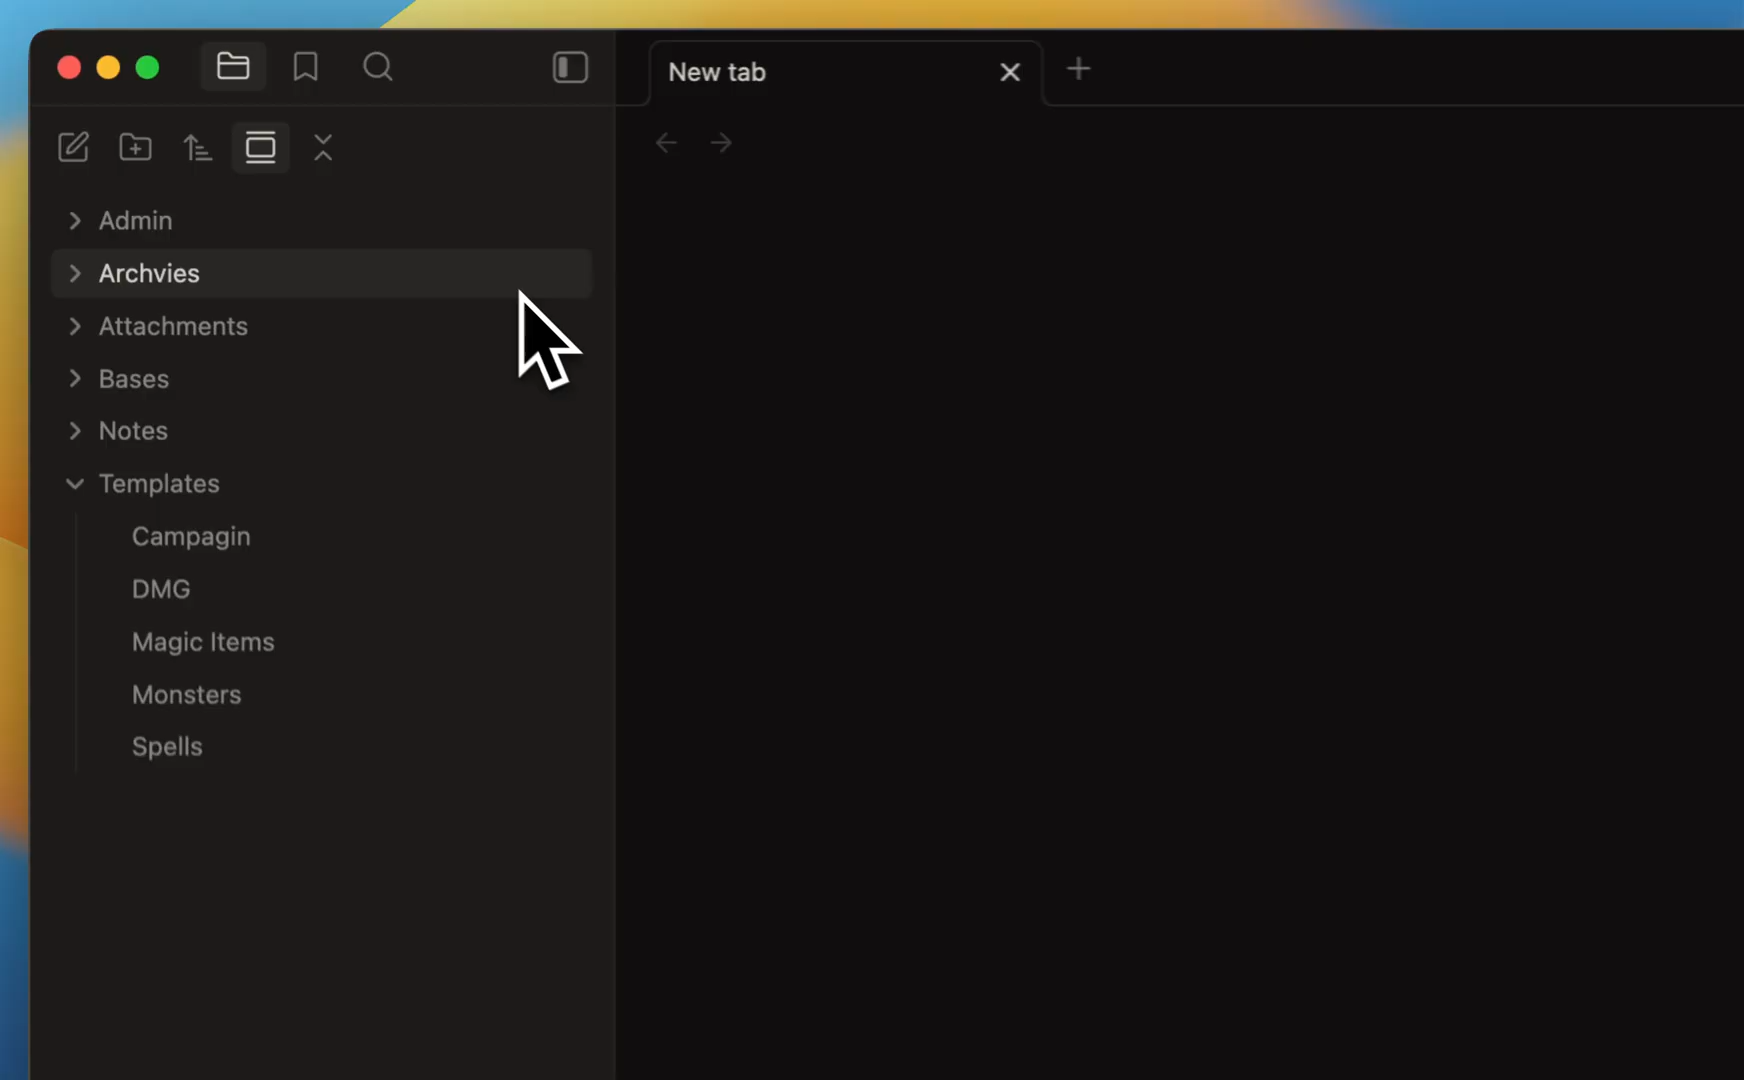 New tab
Admin
Archvies
Attachments
Bases
Notes
Templates
Campagin
DMG
Magic Items
Monsters
Spells